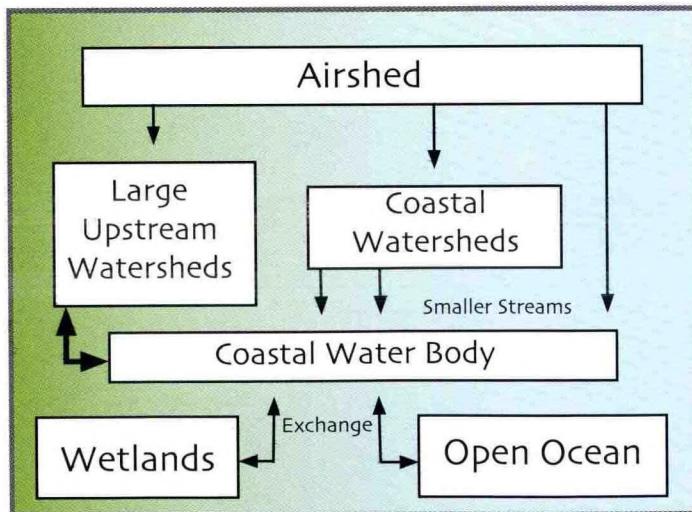 Airshed
Large
Upstream
Watersheds
Coastal
Watersheds
Smaller Streams
Coastal Water Body
Exchange
Wetlands
Open Ocean